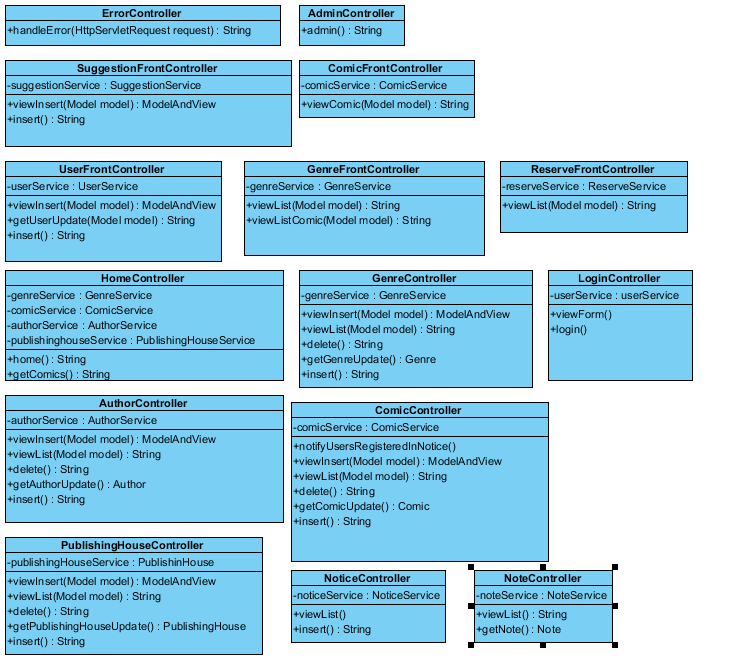 ErrorController
+handleError(HttpServletRequest request) : String
AdminController
+admin() : String
SuggestionFrontController
-suggestionService : SuggestionService
+viewInsert(Model model) : ModelAndView
+insert() : String
ComicFrontController
-comicService : ComicService
+viewComic(Model model) : String
UserFrontController
-userService : UserService
+viewInsert(Model model) : ModelAndView
+getUserUpdate(Model model) : String
+insert() : String
GenreFrontController
-genreService : GenreService
+viewList(Model model) : String
+viewListComic(Model model) : String
ReserveFrontController
-reserveService : ReserveService
+viewList(Model model) : String
HomeController
-genreService : GenreService
-comicService : ComicService
-authorService : AuthorService
-publishinghouseService : PublishingHouseService
+home() : String
+getComics() : String
GenreController
-genreService : GenreService
+viewInsert(Model model) : ModelAndView
+viewList(Model model) : String
+delete() : String
+getGenreUpdate() : Genre
+insert() : String
LoginController
-userService : userService
+viewForm()
+login()
AuthorController
-authorService : AuthorService
+viewInsert(Model model) : ModelAndView
+viewList(Model model) : String
+delete() : String
+getAuthorUpdate() : Author
+insert() : String
ComicController
-comicService : ComicService
+notifyUsersRegisteredInNotice()
+viewInsert(Model model) : ModelAndView
+viewList(Model model) : String
+delete() : String
+getComicUpdate() : Comic
+insert() : String
PublishingHouseController
-publishingHouseService : PublishinHouse
+viewInsert(Model model) : ModelAndView
+viewList(Model model) : String
+delete() : String
+getPublishingHouseUpdate() : PublishingHouse
+insert() : String
NoticeController
-noticeService : NoticeService
+viewList()
+insert() : String
NoteController
-noteService : NoteService
+viewList() : String
+getNote() : Note